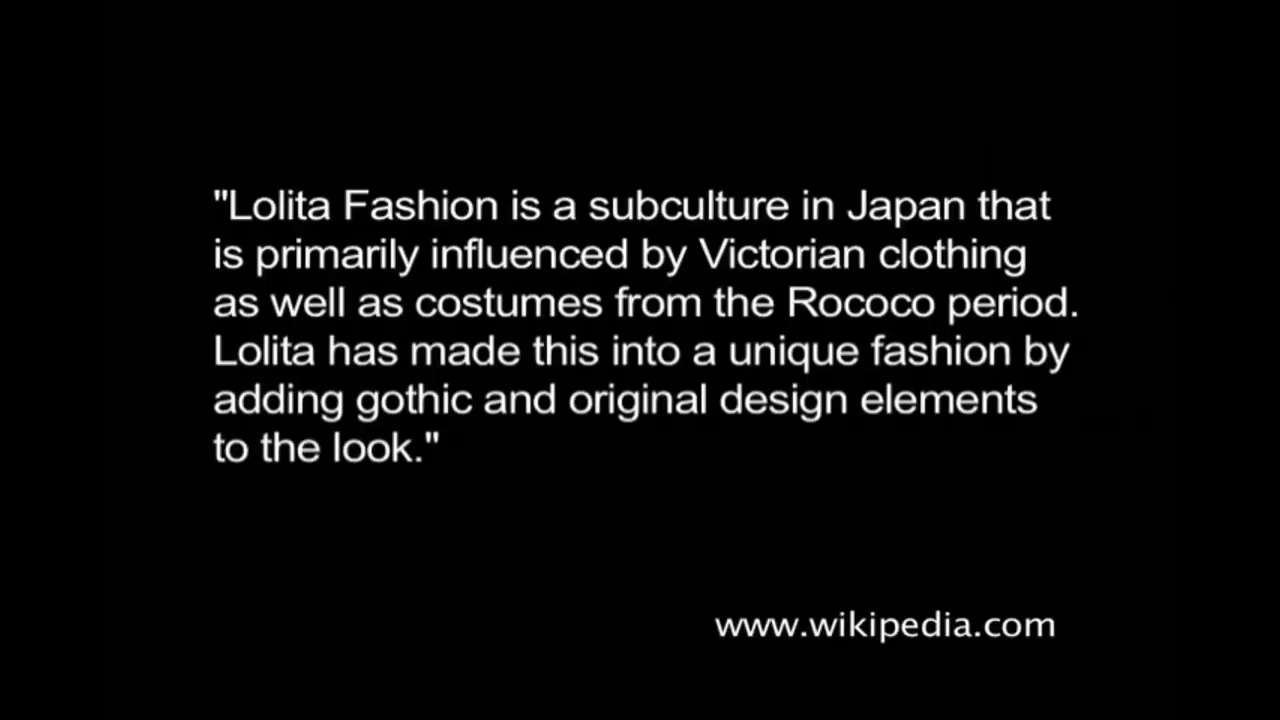 "Lolita Fashion is a subculture in Japan that
is primarily influenced by Victorian clothing
as well as costumes from the Rococo period.
Lolita has made this into a unique fashion by
adding gothic and original design elements
to the look."
www.wikipedia.com